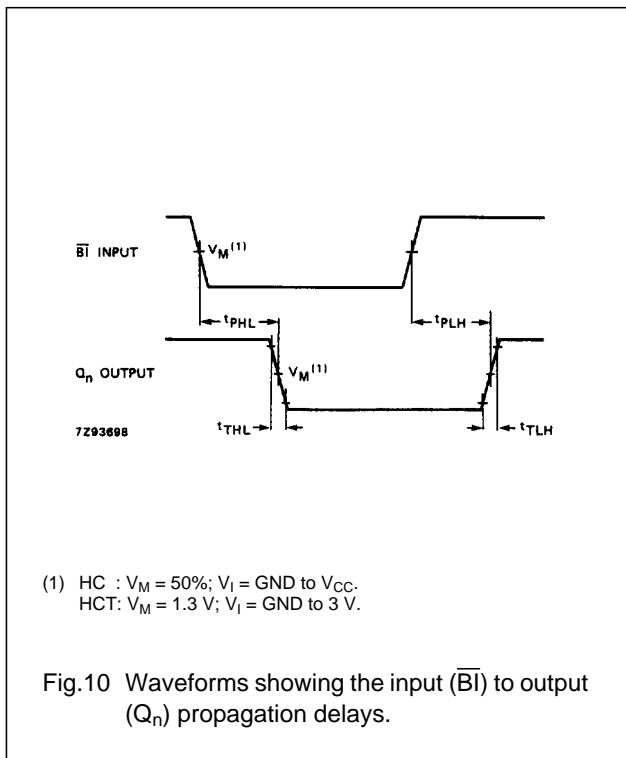 B̅I̅ INPUT
V_M(1)
t_PHL
t_PLH
Q_n OUTPUT
V_M(1)
7Z93698
t_THL
t_TLH
(1) HC : V_M = 50%; V_I = GND to V_CC.
HCT: V_M = 1.3 V; V_I = GND to 3 V.
Fig.10 Waveforms showing the input (B̅I̅) to output
(Q_n) propagation delays.